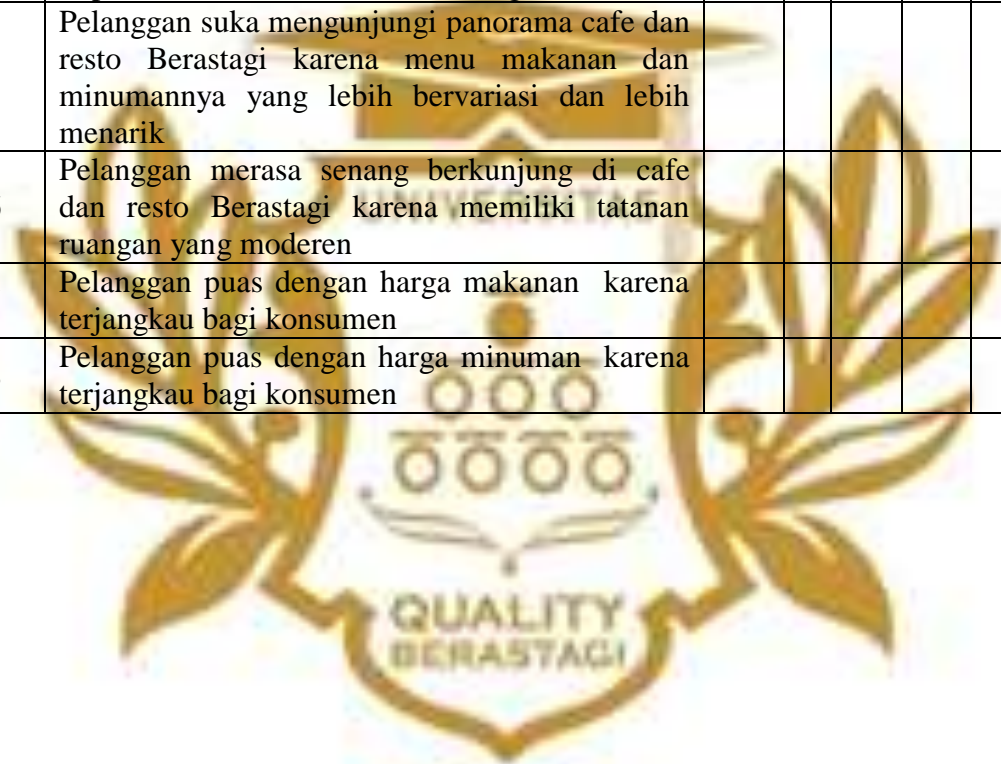 Pelanggan suka mengunjungi panorama cafe dan
resto Berastagi karena menu makanan dan
minumannya yang lebih bervariasi dan lebih
menarik
Pelanggan merasa senang berkunjung di cafe
dan resto Berastagi karena memiliki tatanan
ruangan yang moderen
Pelanggan puas dengan harga makanan karena
terjangkau bagi konsumen
Pelanggan puas dengan harga minuman karena
terjangkau bagi konsumen
UNIVERSITAS
QUALITY
BERASTAGI